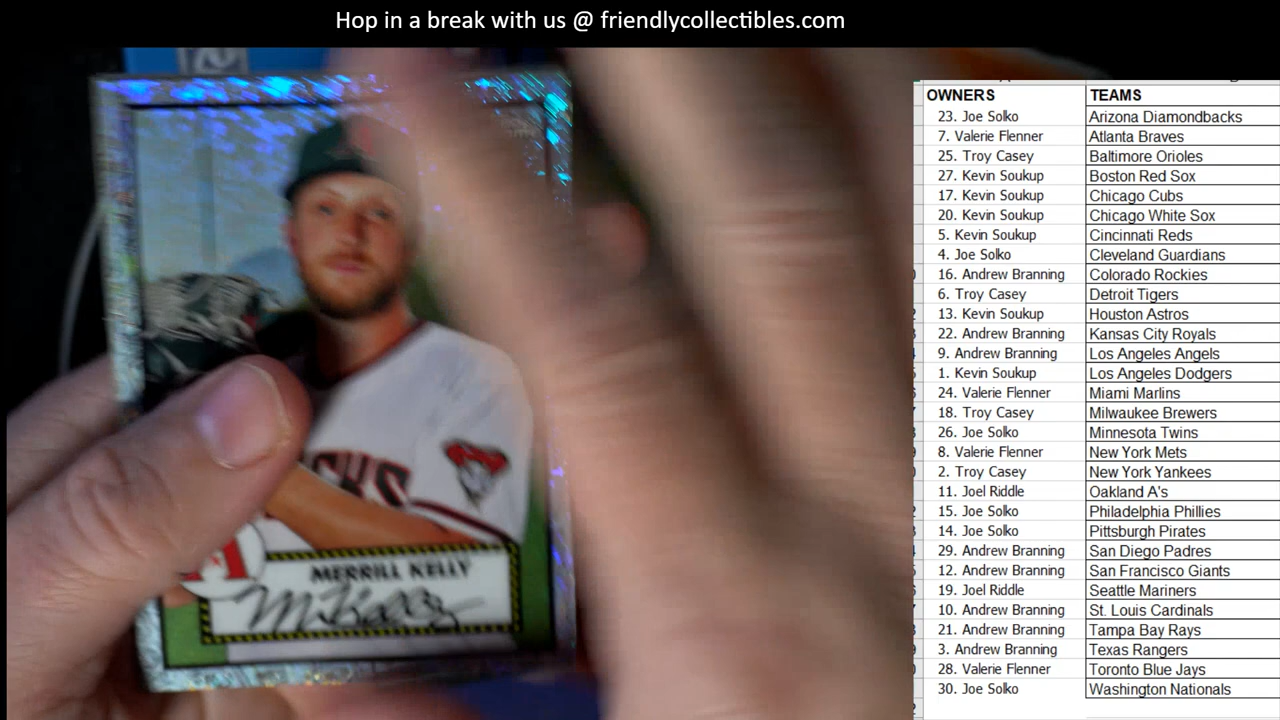 Hop in a break with us @ friendlycollectibles.com
OWNERS TEAMS
23. Joe Solko Arizona Diamondbacks
7. Valerie Flenner Atlanta Braves
25. Troy Casey Baltimore Orioles
27. Kevin Soukup Boston Red Sox
17. Kevin Soukup Chicago Cubs
20. Kevin Soukup Chicago White Sox
5. Kevin Soukup Cincinnati Reds
4. Joe Solko Cleveland Guardians
16. Andrew Branning Colorado Rockies
6. Troy Casey Detroit Tigers
13. Kevin Soukup Houston Astros
22. Andrew Branning Kansas City Royals
9. Andrew Branning Los Angeles Angels
1. Kevin Soukup Los Angeles Dodgers
24. Valerie Flenner Miami Marlins
18. Troy Casey Milwaukee Brewers
26. Joe Solko Minnesota Twins
8. Valerie Flenner New York Mets
2. Troy Casey New York Yankees
11. Joel Riddle Oakland A's
15. Joe Solko Philadelphia Phillies
14. Joe Solko Pittsburgh Pirates
29. Andrew Branning San Diego Padres
12. Andrew Branning San Francisco Giants
19. Joel Riddle Seattle Mariners
10. Andrew Branning St. Louis Cardinals
21. Andrew Branning Tampa Bay Rays
3. Andrew Branning Texas Rangers
28. Valerie Flenner Toronto Blue Jays
30. Joe Solko Washington Nationals
MERRILL KELLY
M Kelly